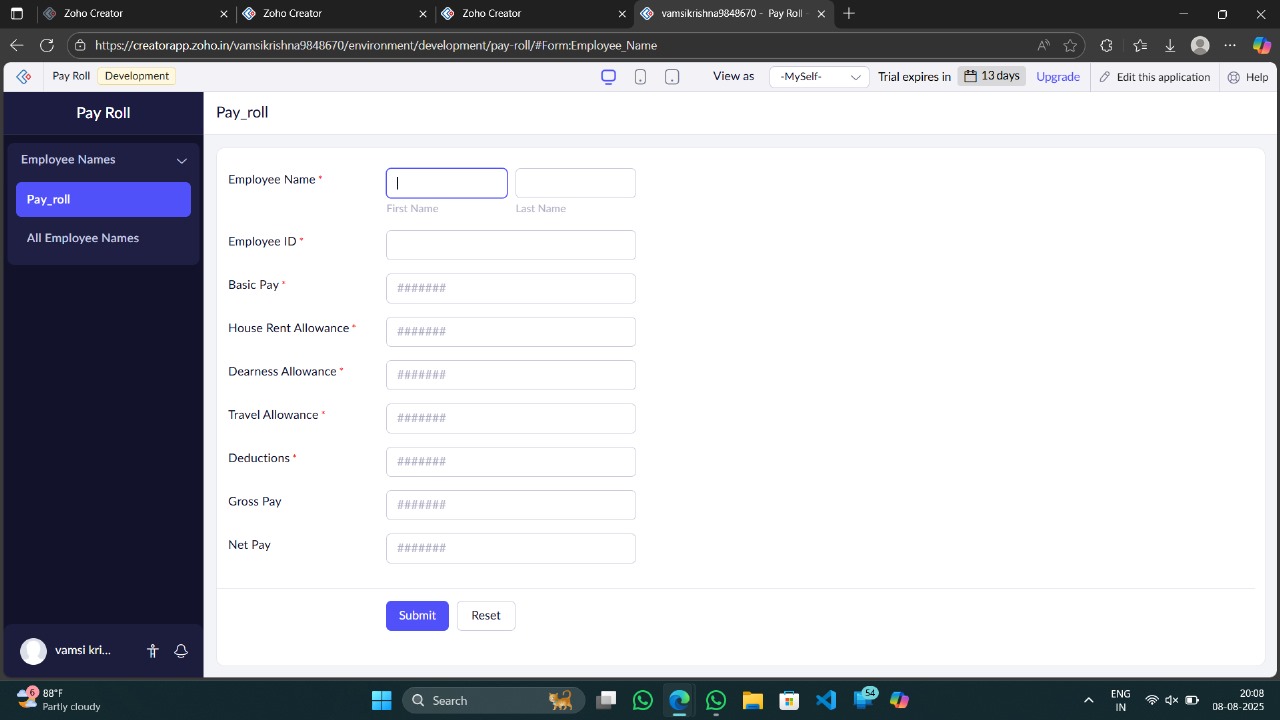 Zoho Creator
Zoho Creator
Zoho Creator
vamsikrishna9848670 - Pay Roll
https://creatorapp.zoho.in/vamsikrishna9848670/environment/development/pay-roll/#Form:Employee_Name
Pay Roll
Development
View as
-MySelf-
Trial expires in
13 days
Upgrade
Edit this application
Help
Pay Roll
Employee Names
Pay_roll
All Employee Names
vamsi kri...
Pay_roll
Employee Name *
First Name
Last Name
Employee ID *
Basic Pay *
#######
House Rent Allowance *
#######
Dearness Allowance *
#######
Travel Allowance *
#######
Deductions *
#######
Gross Pay
#######
Net Pay
#######
Submit
Reset
6
88°F
Partly cloudy
Search
54
ENG
IN
20:08
08-08-2025